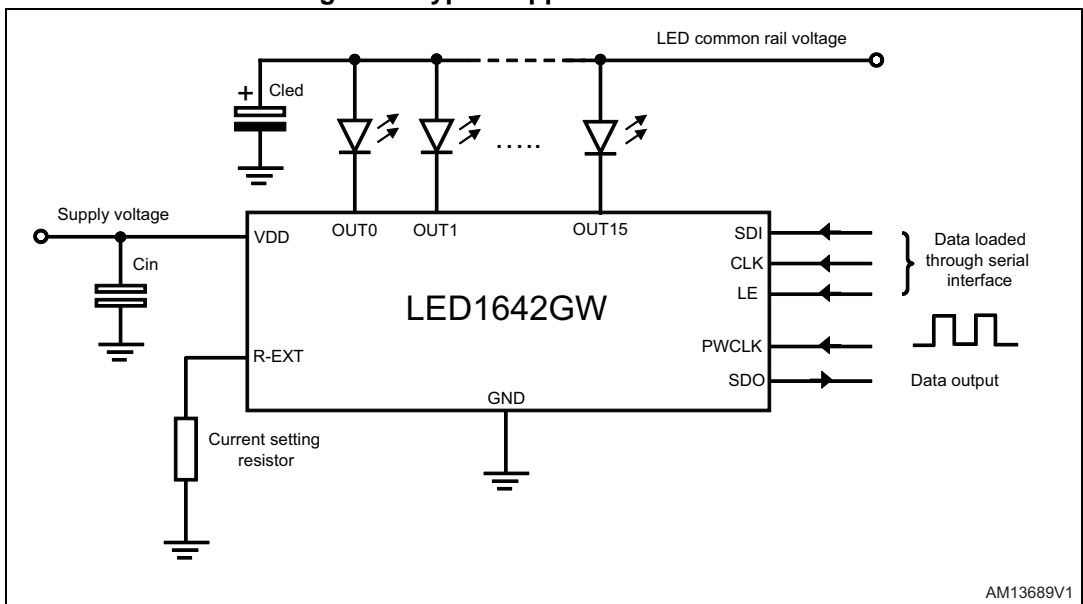 LED common rail voltage
+
Cled
.....
Supply voltage
VDD
OUT0
OUT1
OUT15
SDI
Data loaded
through serial
interface
Cin
CLK
LE
LED1642GW
R-EXT
PWCLK
SDO
Data output
GND
Current setting
resistor
AM13689V1